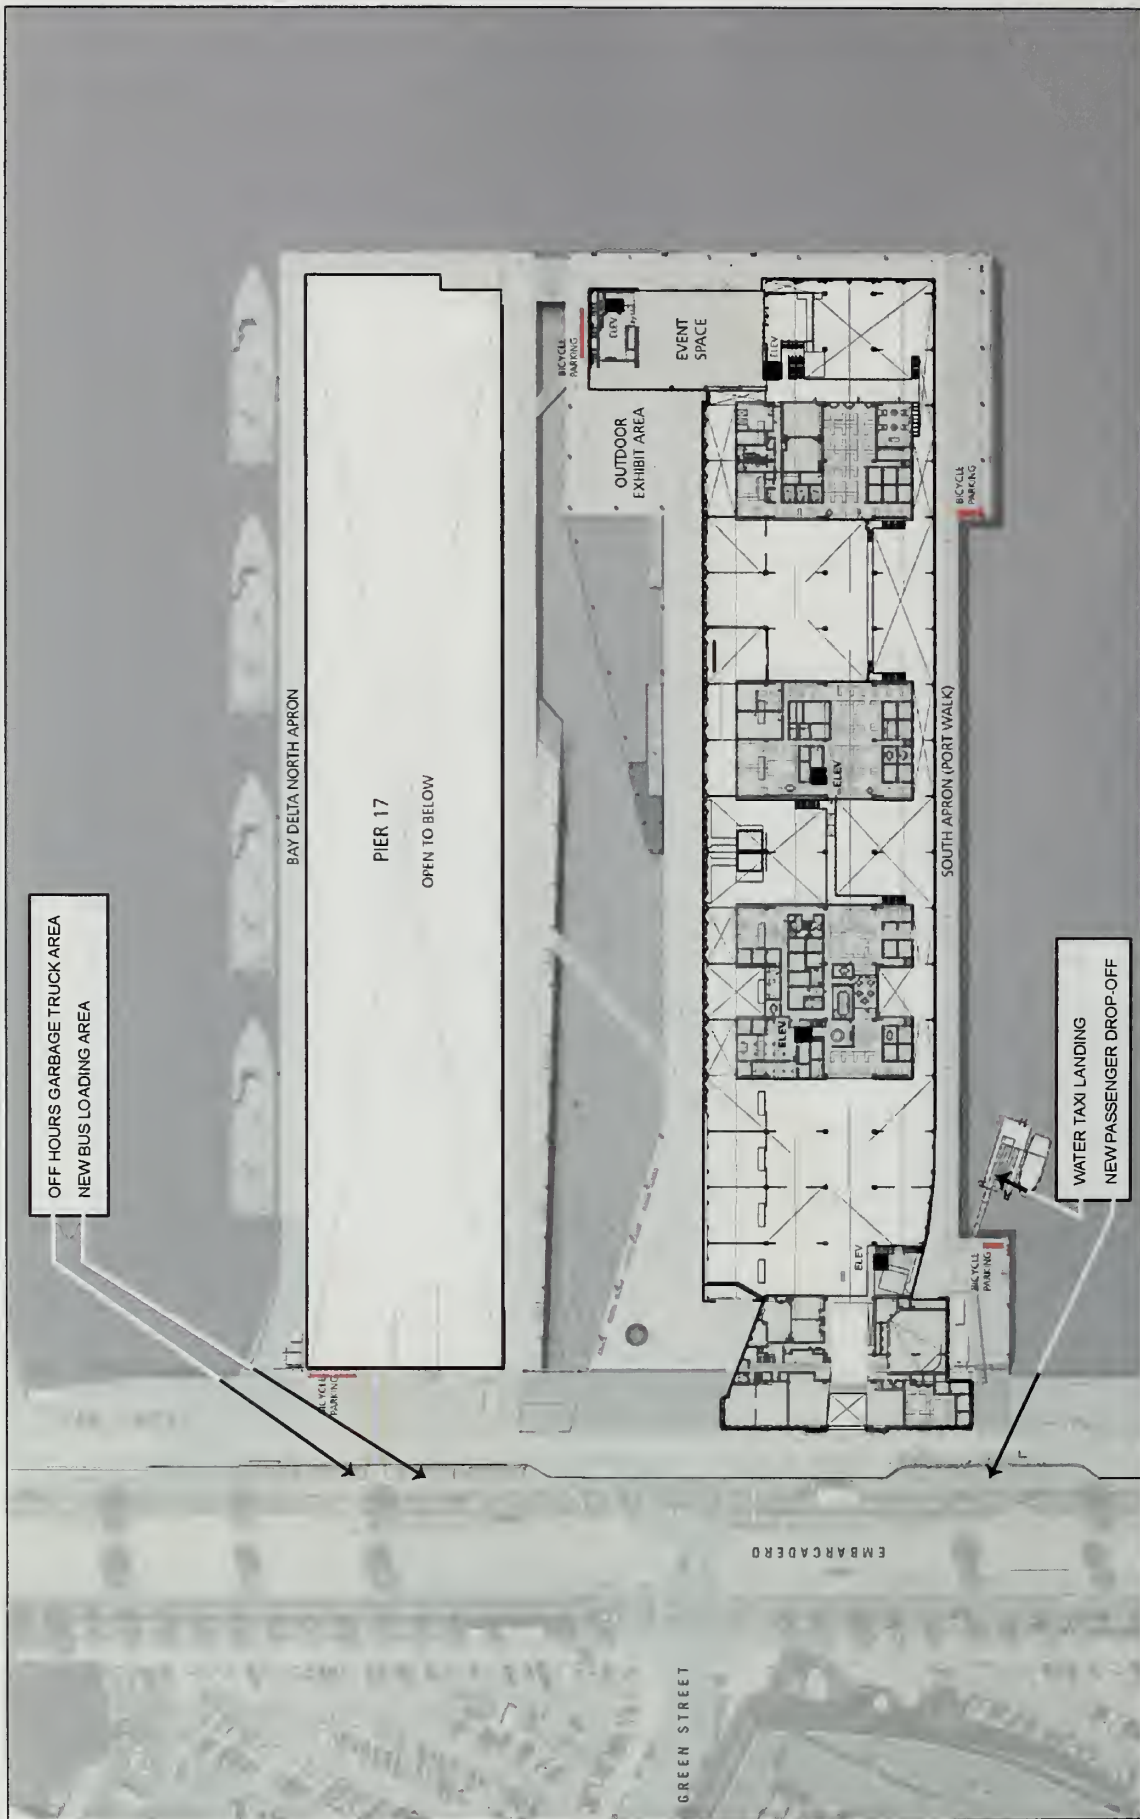 OFF HOURS GARBAGE TRUCK AREA
NEW BUS LOADING AREA
BAY DELTA NORTH APRON
PIER 17
OPEN TO BELOW
BICYCLE
PARKING
BICYCLE
PARKING
ELEV
EVENT
SPACE
OUTDOOR
EXHIBIT AREA
ELEV
BICYCLE
PARKING
ELEV
SOUTH APRON (PORT WALK)
ELEV
ELEV
BICYCLE
PARKING
WATER TAXI LANDING
NEW PASSENGER DROP-OFF
EMBARCADERO
GREEN STREET